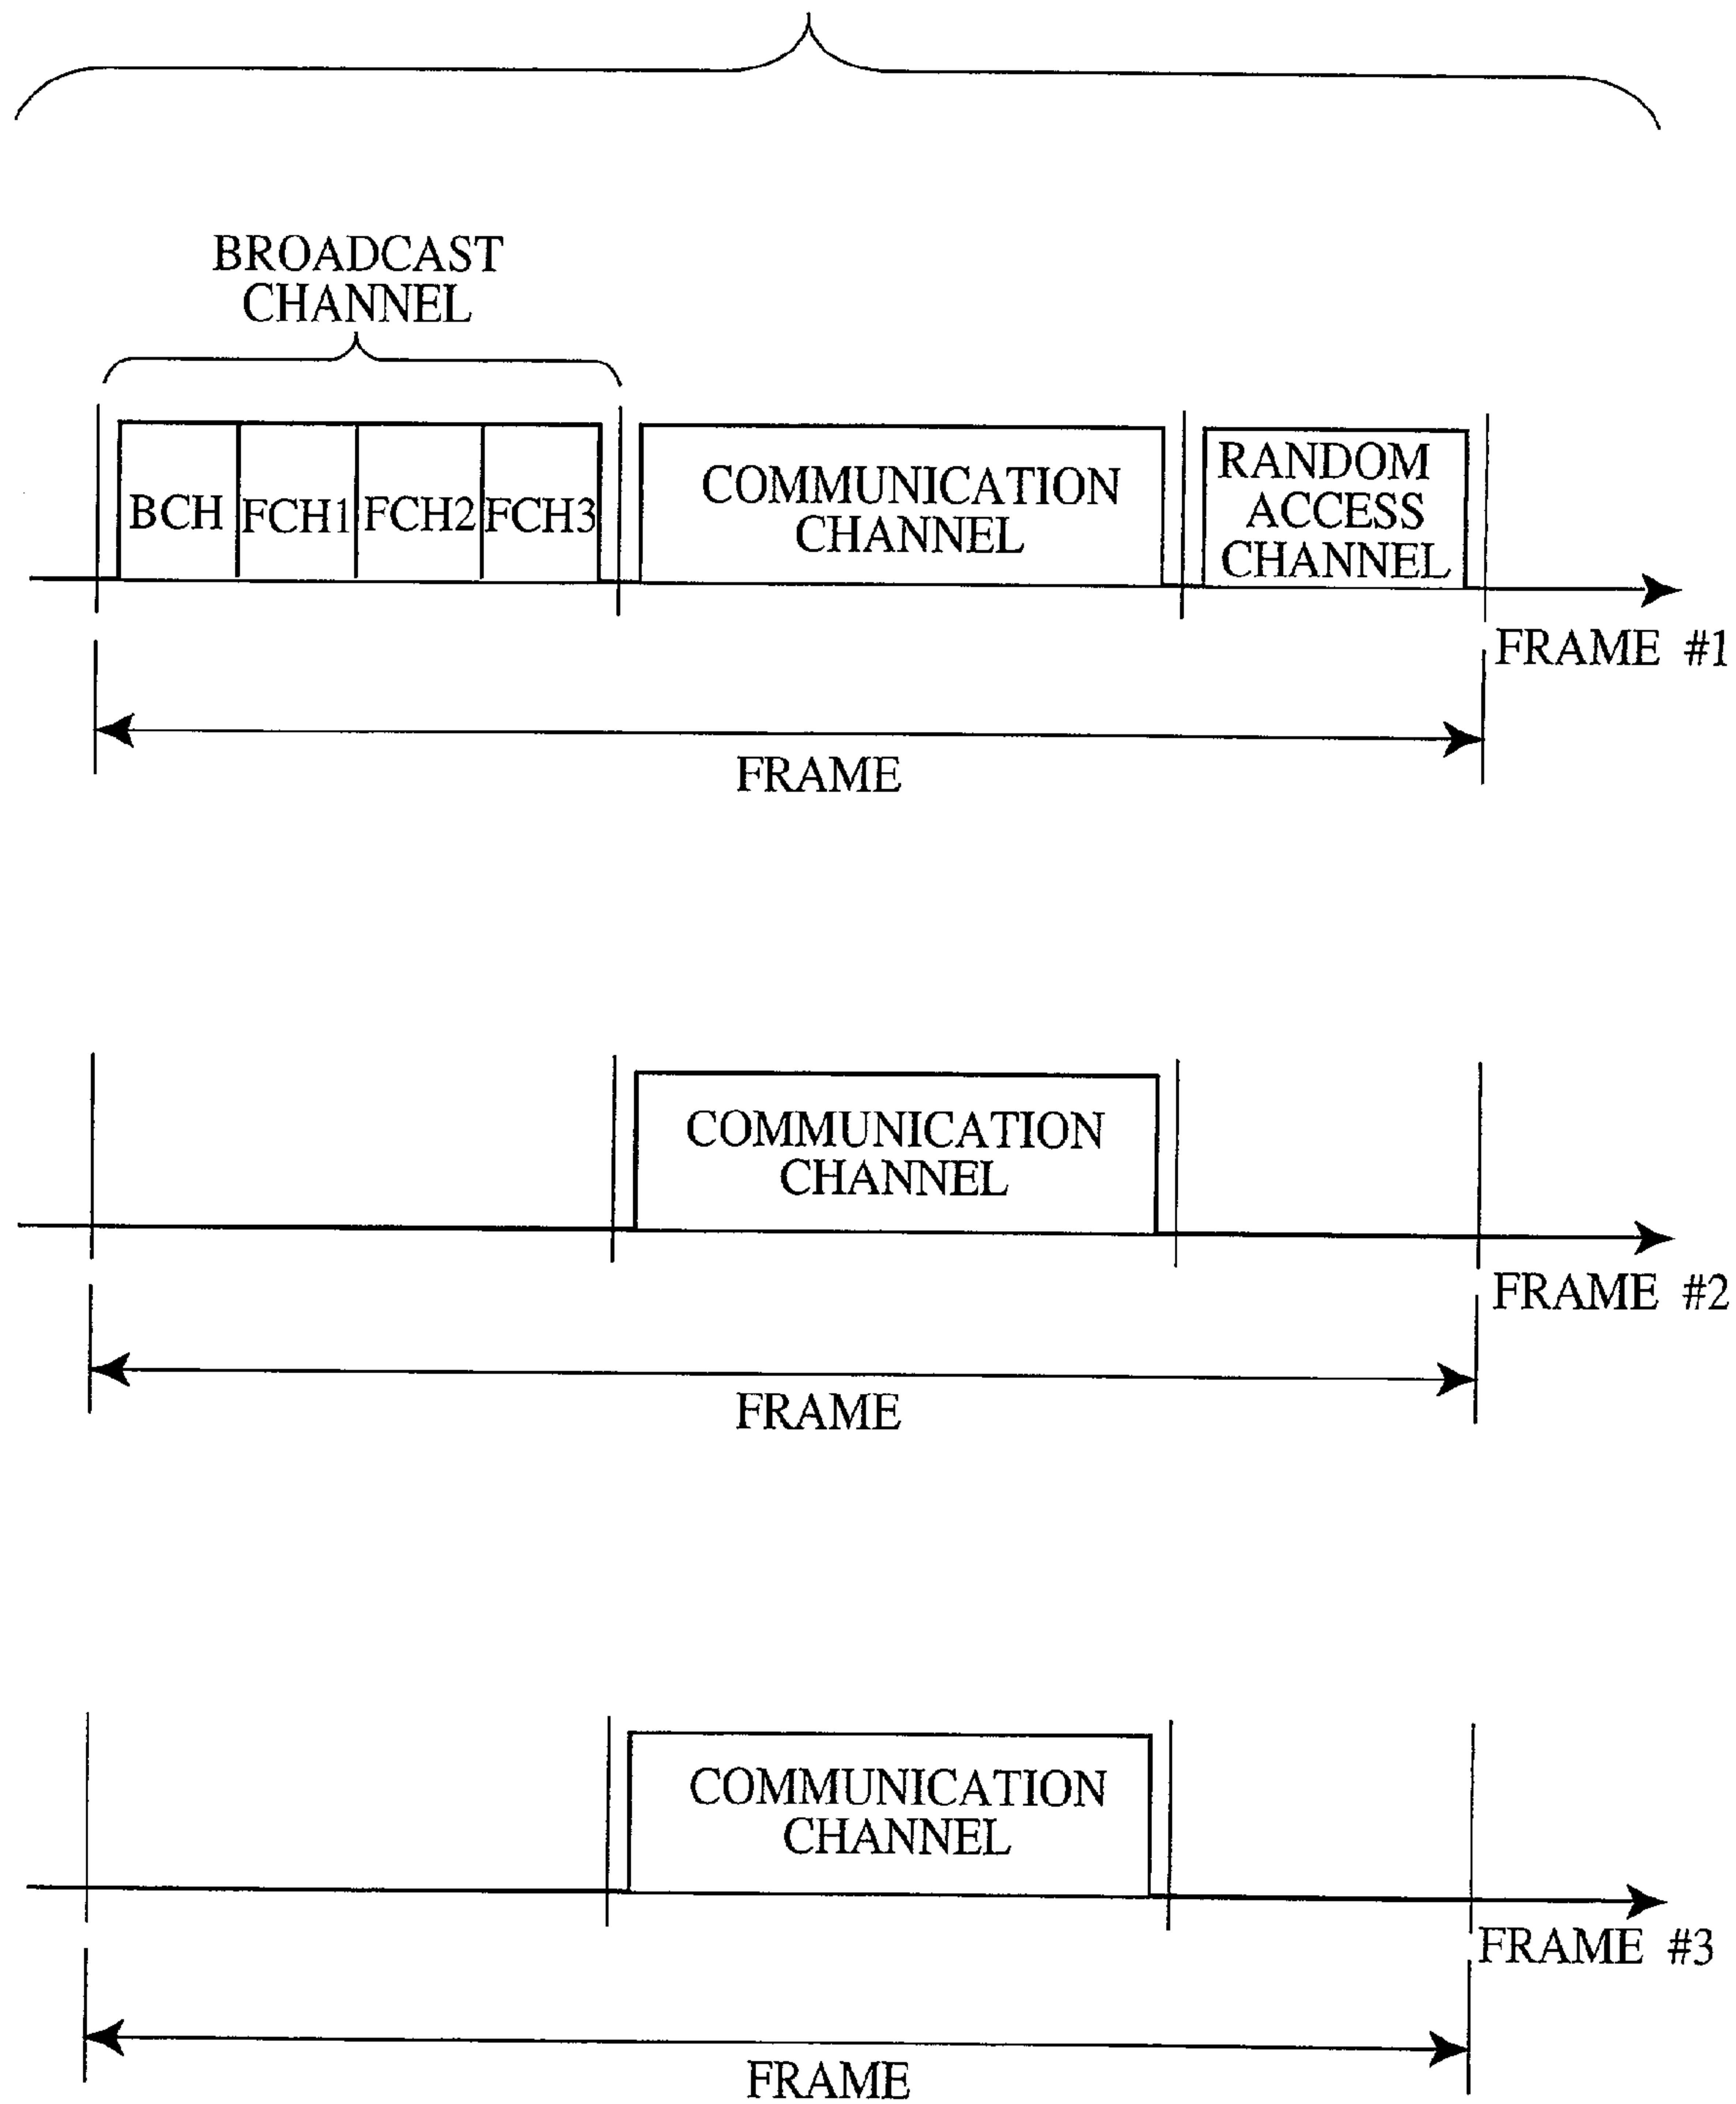 BROADCAST
CHANNEL
BCH FCH1 FCH2 FCH3
COMMUNICATION
CHANNEL
RANDOM
ACCESS
CHANNEL
FRAME #1
FRAME
COMMUNICATION
CHANNEL
FRAME #2
FRAME
COMMUNICATION
CHANNEL
FRAME #3
FRAME